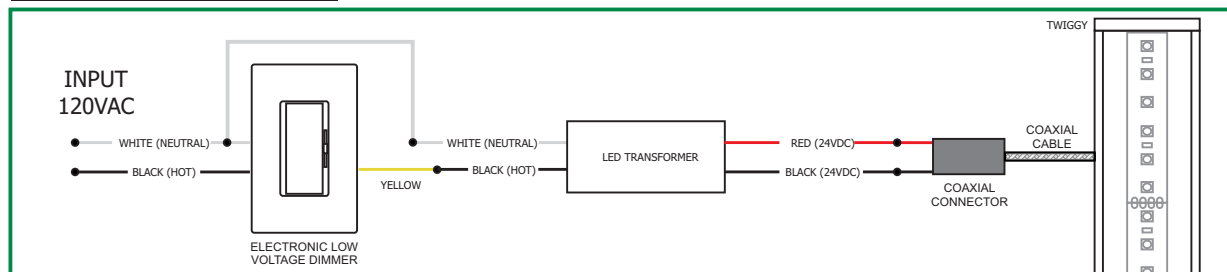 TWIGGY
INPUT
120VAC
WHITE (NEUTRAL)
BLACK (HOT)
YELLOW
ELECTRONIC LOW
VOLTAGE DIMMER
WHITE (NEUTRAL)
BLACK (HOT)
LED TRANSFORMER
RED (24VDC)
BLACK (24VDC)
COAXIAL
CONNECTOR
COAXIAL
CABLE